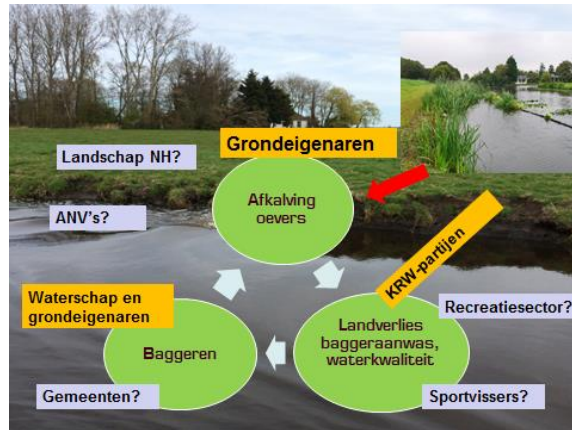 Grondeigenaren
Landschap NH?
Afkalving
oevers
ANV's?
KRW-partijen
Waterschap en
grondeigenaren
Recreatiesector?
Landverlies
baggeraanwas,
waterkwaliteit
Baggeren
Gemeenten?
Sportvissers?